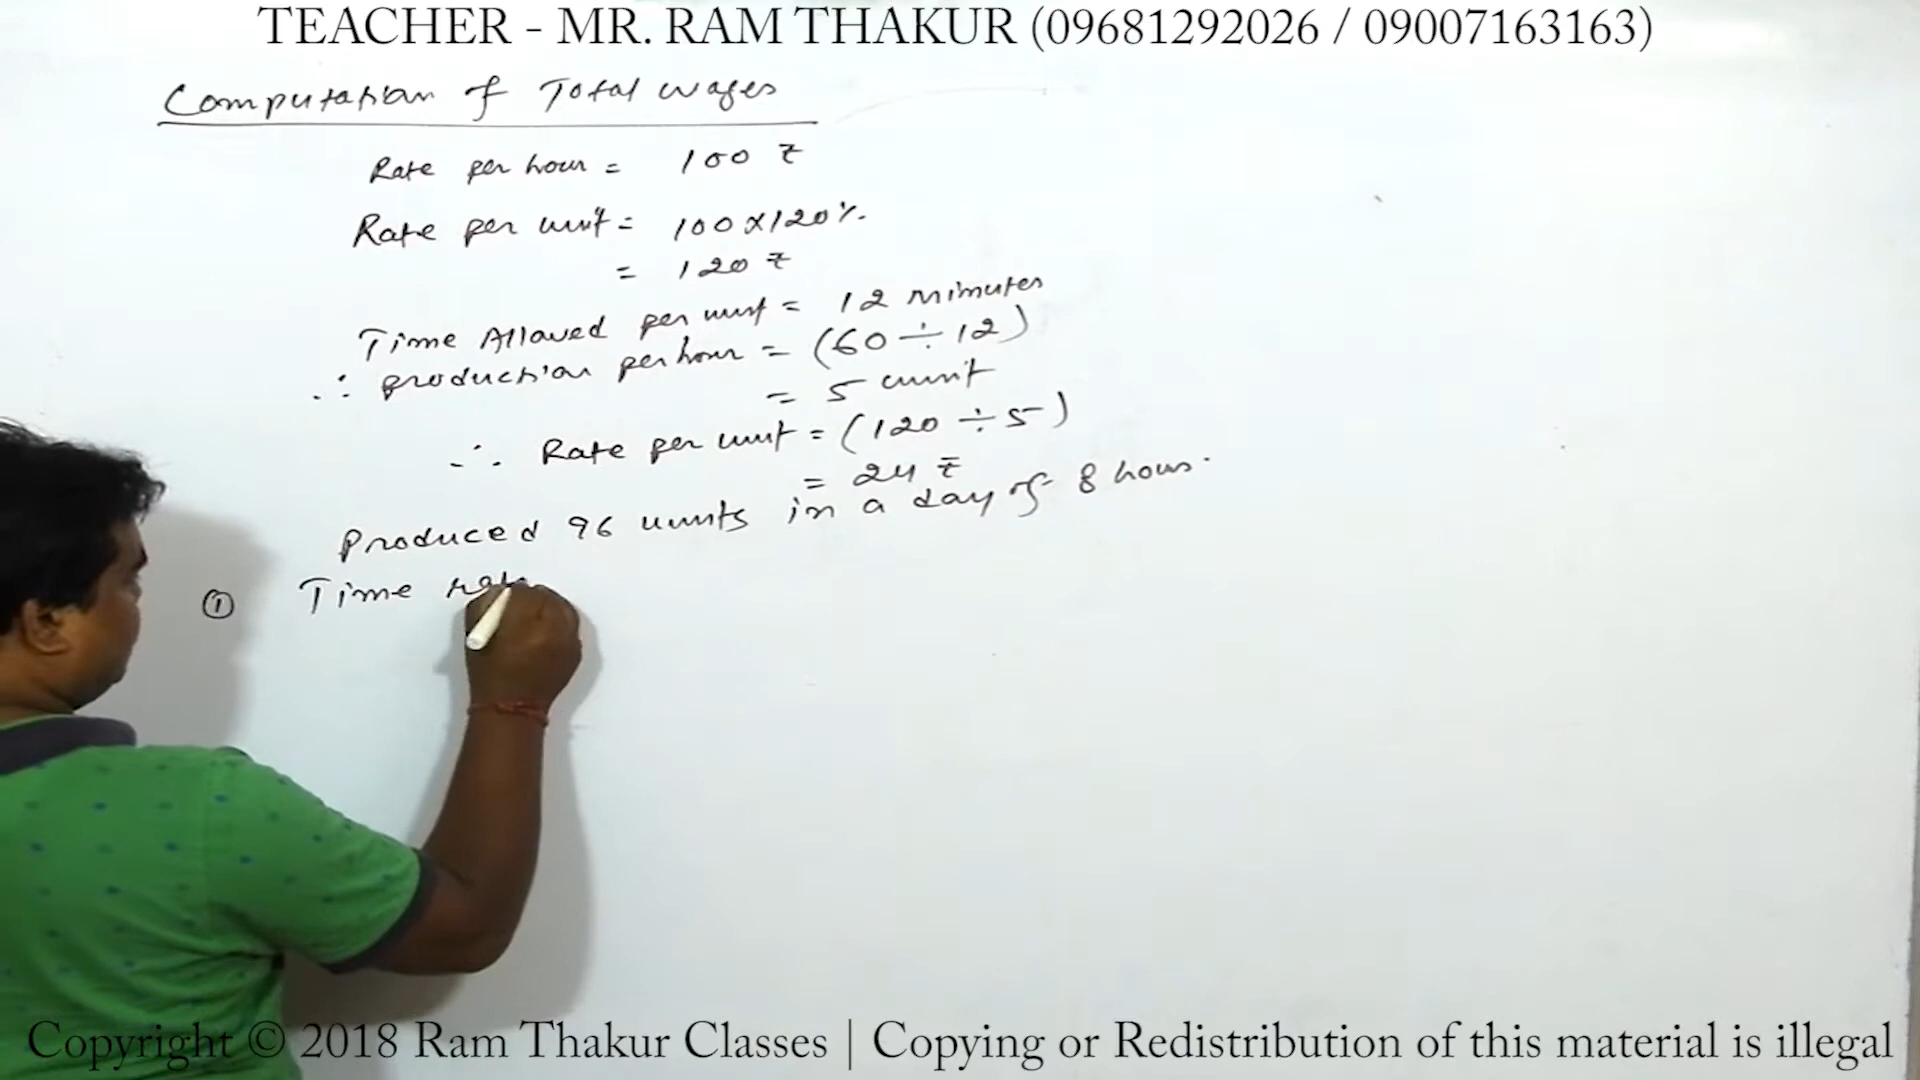 TEACHER - MR. RAM THAKUR (09681292026 / 09007163163)
Computation of Total wages
Rate per hour = 100 ₹
Rate per unit = 100 x 120%.
= 120 ₹
Time Allowed per unit = 12 minutes
∴ production per hour = (60 ÷ 12)
= 5 unit
∴ Rate per unit = (120 ÷ 5)
= 24 ₹
Produced 96 units in a day of 8 hour.
① Time rate
Copyright © 2018 Ram Thakur Classes | Copying or Redistribution of this material is illegal